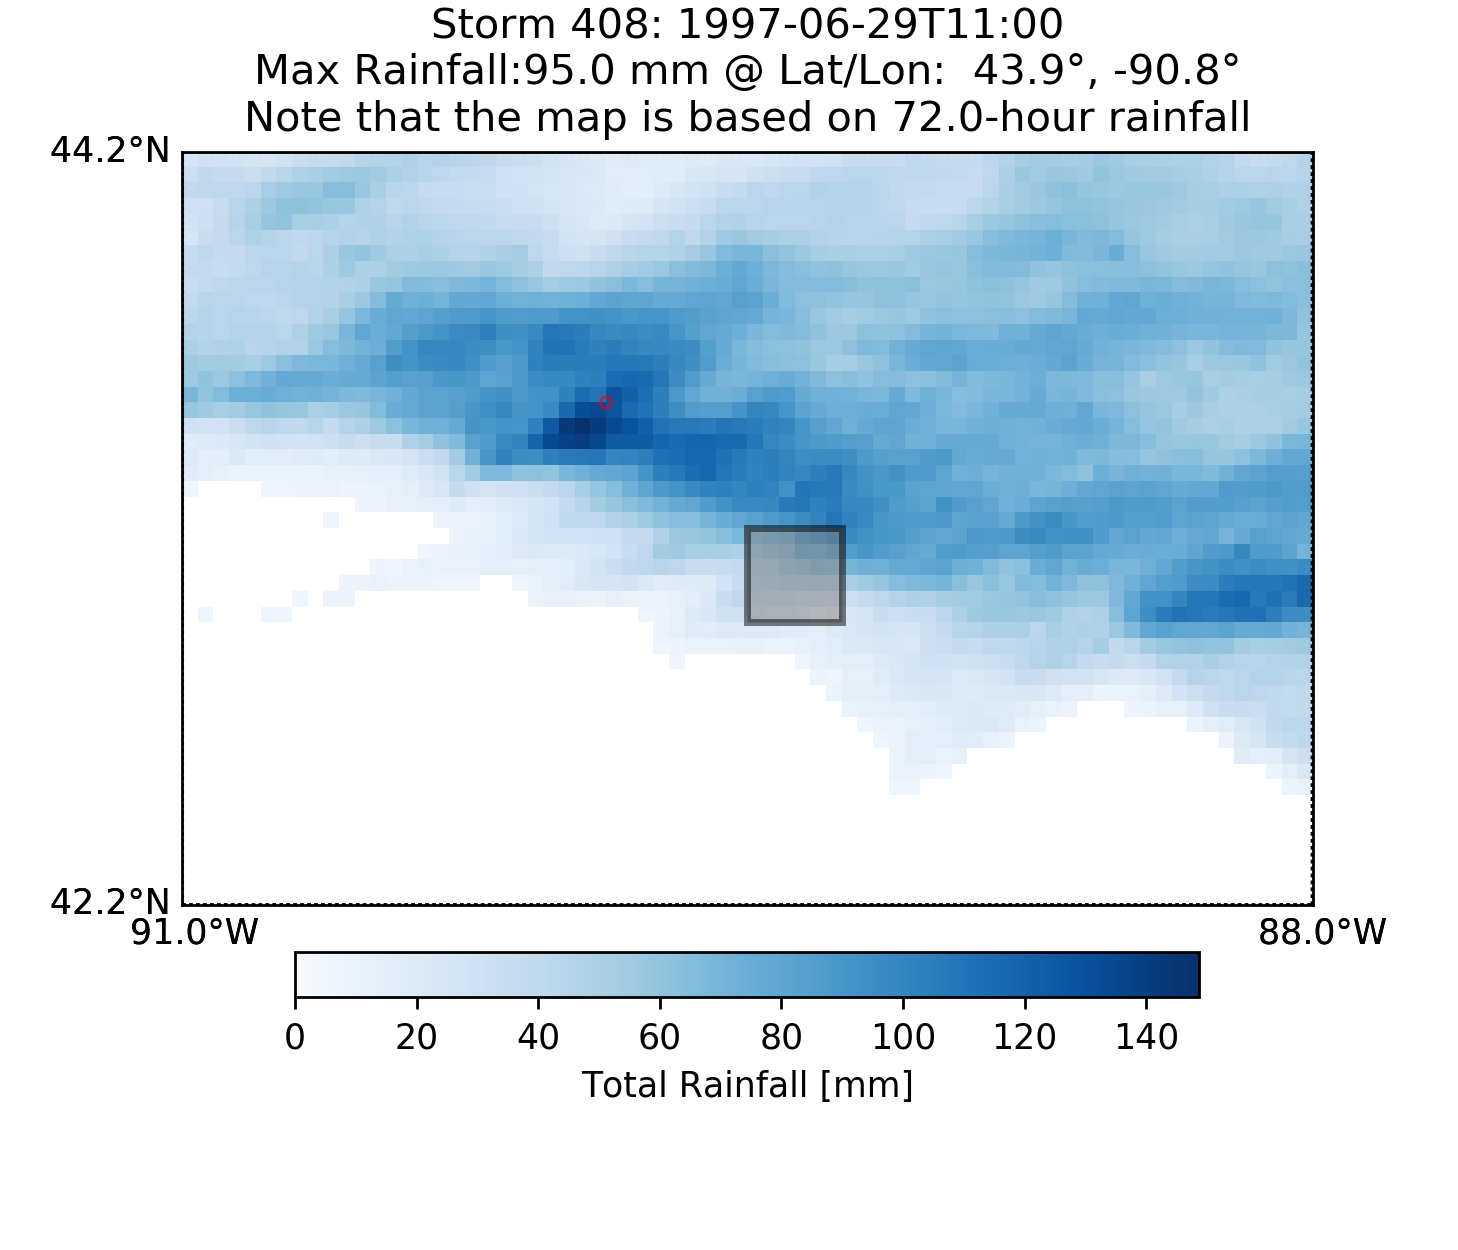 Storm 408: 1997-06-29T11:00
Max Rainfall:95.0 mm @ Lat/Lon:  43.9°, -90.8°
Note that the map is based on 72.0-hour rainfall
44.2°N
42.2°N
91.0°W 88.0°W
0 20 40 60 80 100 120 140
Total Rainfall [mm]